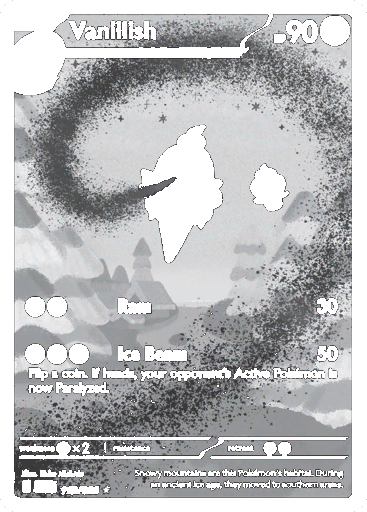 Vanillish
90
Ram 30
Ice Beam 50
Flip a coin. If heads, your opponent's Active Pokémon is
now Paralyzed.
weakness ×2 resistance retreat
Snowy mountains are this Pokémon's habitat. During
an ancient ice age, they moved to southern areas.